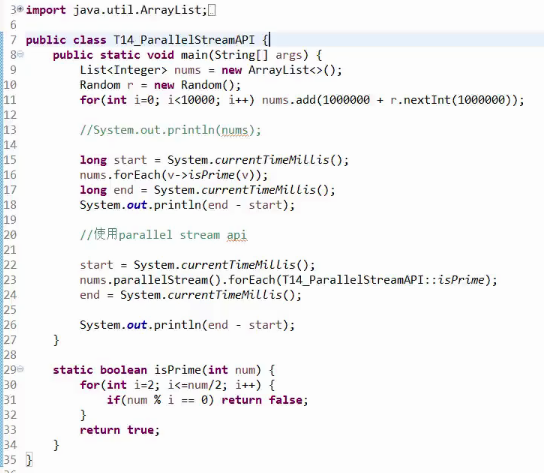 3 import java.util.ArrayList;
6
7 public class T14_ParallelStreamAPI {
8     public static void main(String[] args) {
9         List<Integer> nums = new ArrayList<>();
10         Random r = new Random();
11         for(int i=0; i<10000; i++) nums.add(1000000 + r.nextInt(1000000));
12
13         //System.out.println(nums);
14
15         long start = System.currentTimeMillis();
16         nums.forEach(v->isPrime(v));
17         long end = System.currentTimeMillis();
18         System.out.println(end - start);
19
20         //使用parallel stream api
21
22         start = System.currentTimeMillis();
23         nums.parallelStream().forEach(T14_ParallelStreamAPI::isPrime);
24         end = System.currentTimeMillis();
25
26         System.out.println(end - start);
27     }
28
29     static boolean isPrime(int num) {
30         for(int i=2; i<=num/2; i++) {
31             if(num % i == 0) return false;
32         }
33         return true;
34     }
35 }